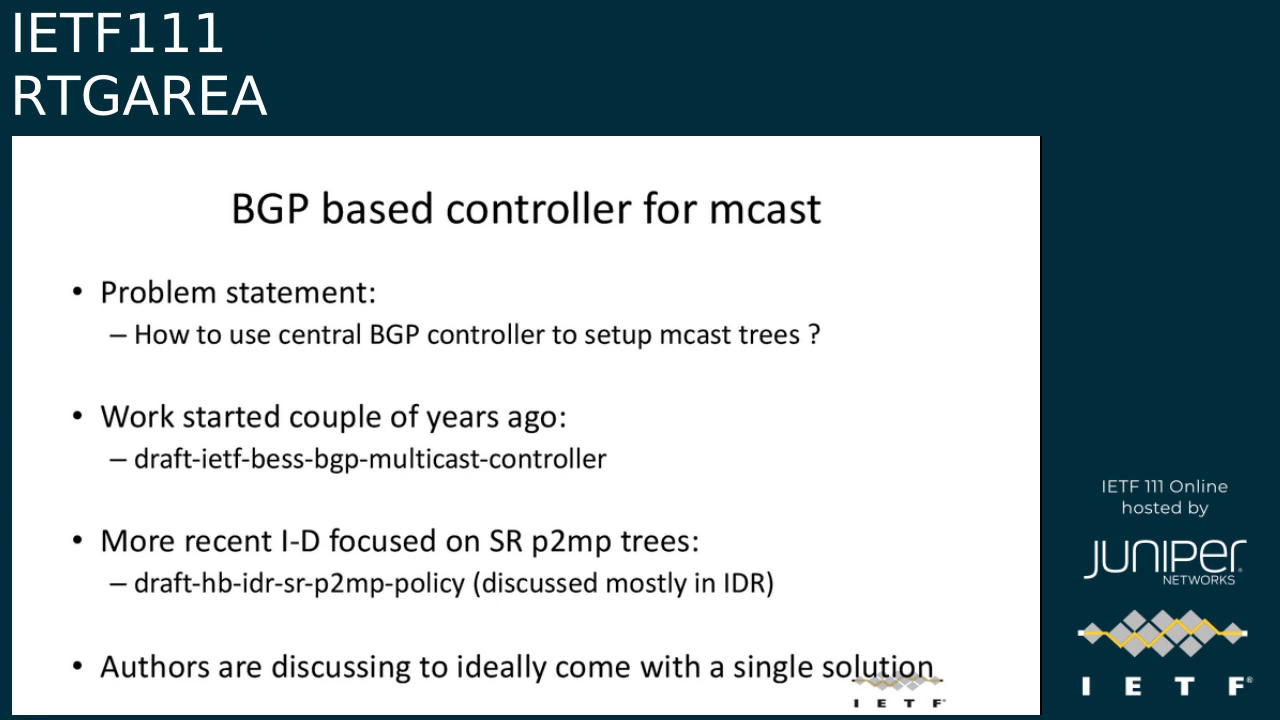 IETF111
RTGAREA
BGP based controller for mcast
• Problem statement:
– How to use central BGP controller to setup mcast trees ?
• Work started couple of years ago:
– draft-ietf-bess-bgp-multicast-controller
• More recent I-D focused on SR p2mp trees:
– draft-hb-idr-sr-p2mp-policy (discussed mostly in IDR)
• Authors are discussing to ideally come with a single solution
I E T F®
IETF 111 Online
hosted by
JUNIPER
NETWORKS
I E T F®